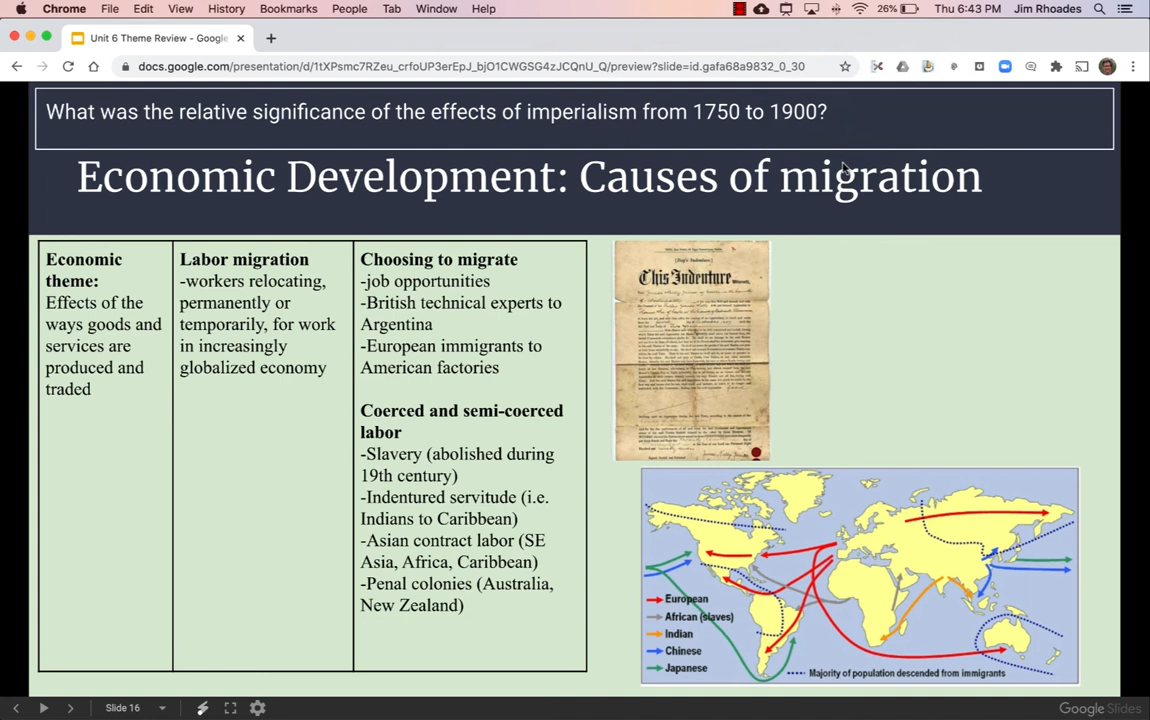 Chrome File Edit View History Bookmarks People Tab Window Help 26% Thu 6:43 PM Jim Rhoades
Unit 6 Theme Review - Google
docs.google.com/presentation/d/1tXPsmc7RZeu_crfoUP3erEpJ_bjO1CWGSG4zJCQnU_Q/preview?slide=id.gafa68a9832_0_30
What was the relative significance of the effects of imperialism from 1750 to 1900?
Economic Development: Causes of migration
Economic
theme:
Effects of the
ways goods and
services are
produced and
traded
Labor migration
-workers relocating,
permanently or
temporarily, for work
in increasingly
globalized economy
Choosing to migrate
-job opportunities
-British technical experts to
Argentina
-European immigrants to
American factories
Coerced and semi-coerced
labor
-Slavery (abolished during
19th century)
-Indentured servitude (i.e.
Indians to Caribbean)
-Asian contract labor (SE
Asia, Africa, Caribbean)
-Penal colonies (Australia,
New Zealand)
This Indenture
European
African (slaves)
Indian
Chinese
Japanese
Majority of population descended from immigrants
Slide 16
Google Slides